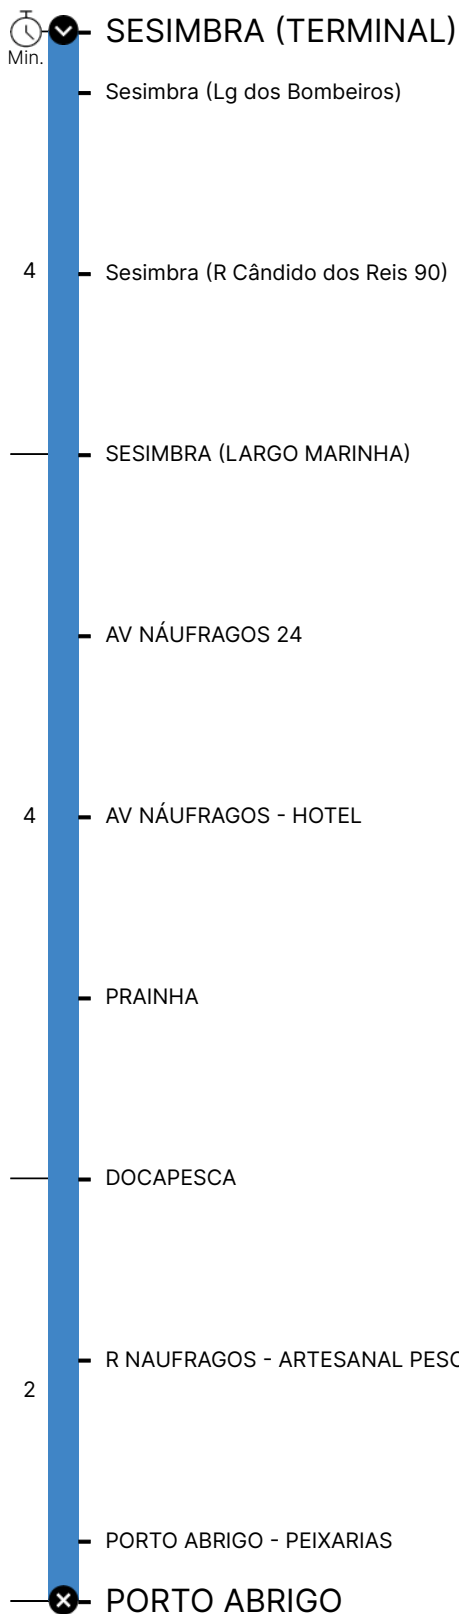 SESIMBRA (TERMINAL)
Min.
Sesimbra (Lg dos Bombeiros)
4
Sesimbra (R Cândido dos Reis 90)
SESIMBRA (LARGO MARINHA)
AV NÁUFRAGOS 24
4
AV NÁUFRAGOS - HOTEL
PRAINHA
DOCAPESCA
R NAUFRAGOS - ARTESANAL
2
PORTO ABRIGO - PEIXARIAS
PORTO ABRIGO